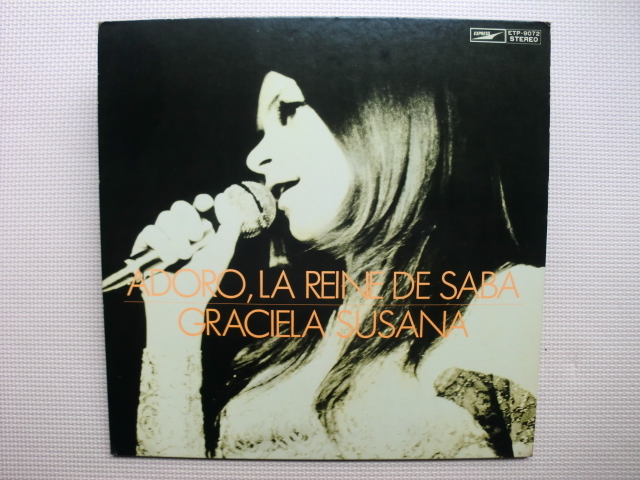 EXPRESS
ETP-9072
STEREO
ADORO, LA REINE DE SABA
GRACIELA SUSANA